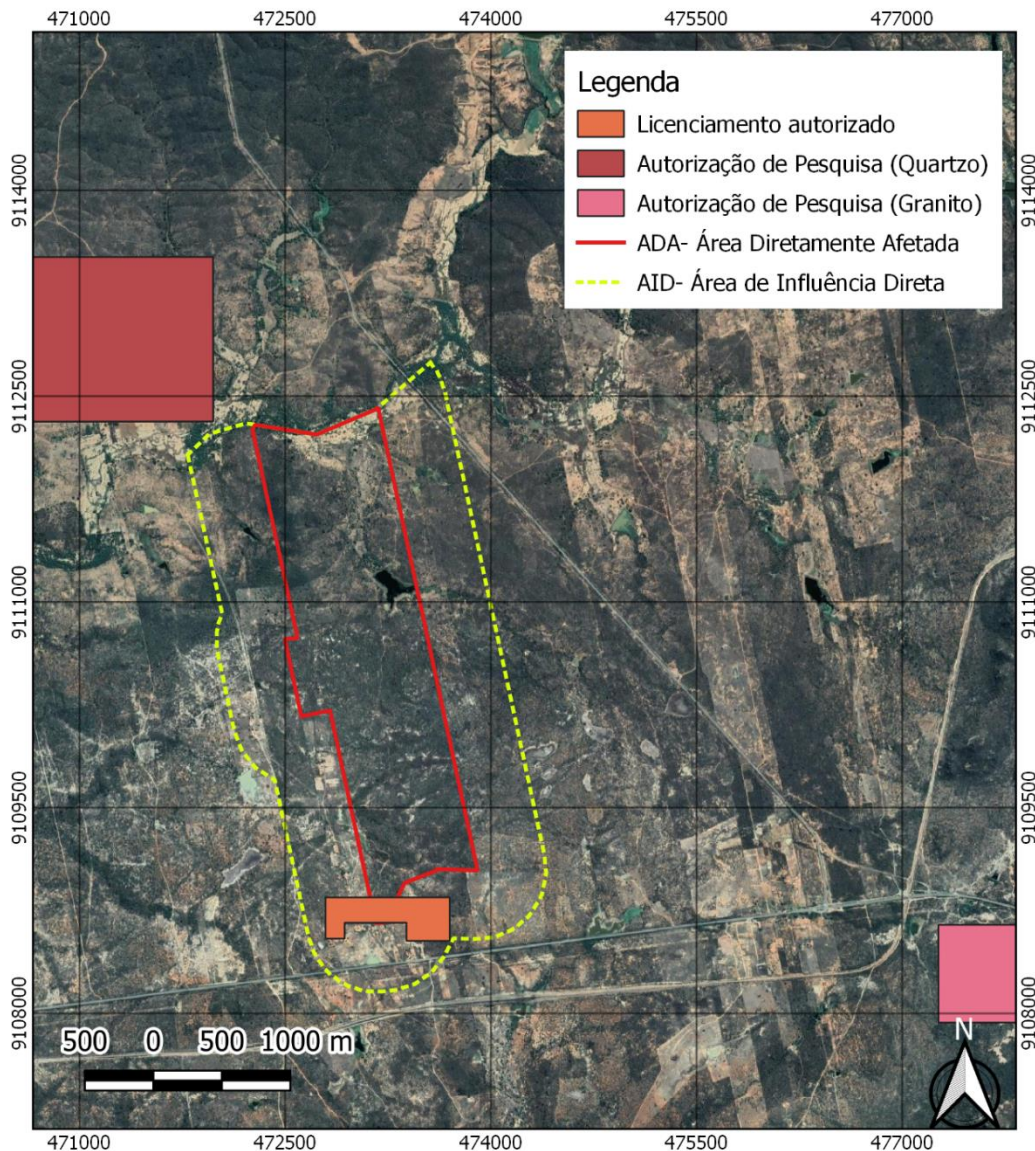 471000 472500 474000 475500 477000
Legenda
Licenciamento autorizado
Autorização de Pesquisa (Quartzo)
Autorização de Pesquisa (Granito)
ADA- Área Diretamente Afetada
AID- Área de Influência Direta
9114000 9114000
9112500 9112500
9111000 9111000
9109500 9109500
9108000 9108000
500 0 500 1000 m
N
471000 472500 474000 475500 477000